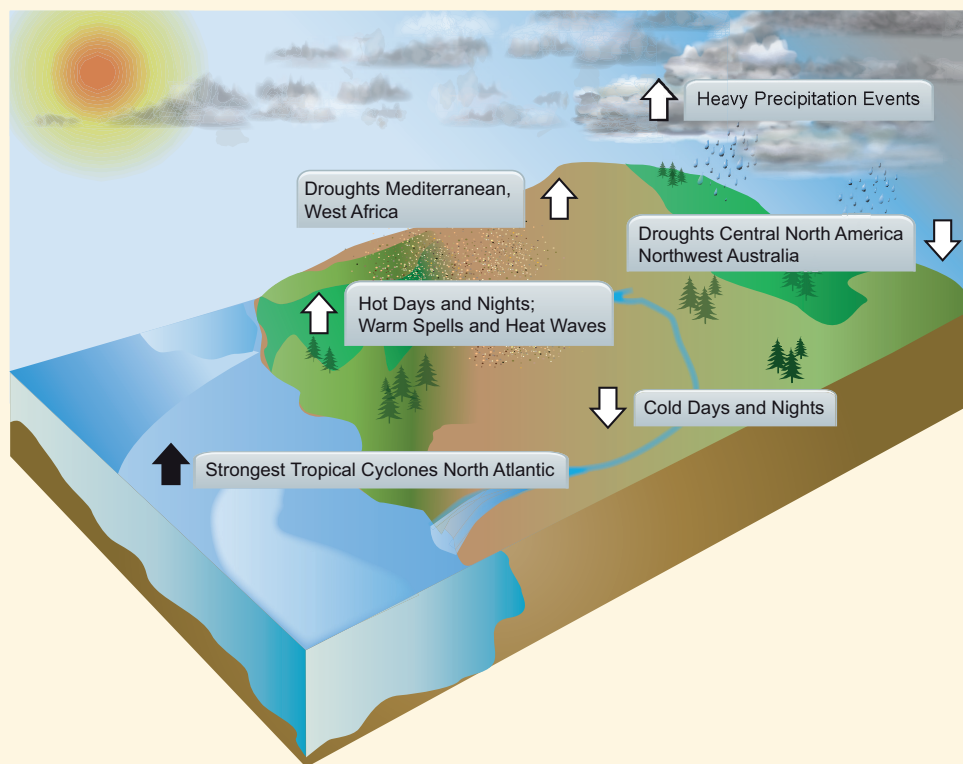 Heavy Precipitation Events
Droughts Mediterranean,
West Africa
Droughts Central North America
Northwest Australia
Hot Days and Nights;
Warm Spells and Heat Waves
Cold Days and Nights
Strongest Tropical Cyclones North Atlantic